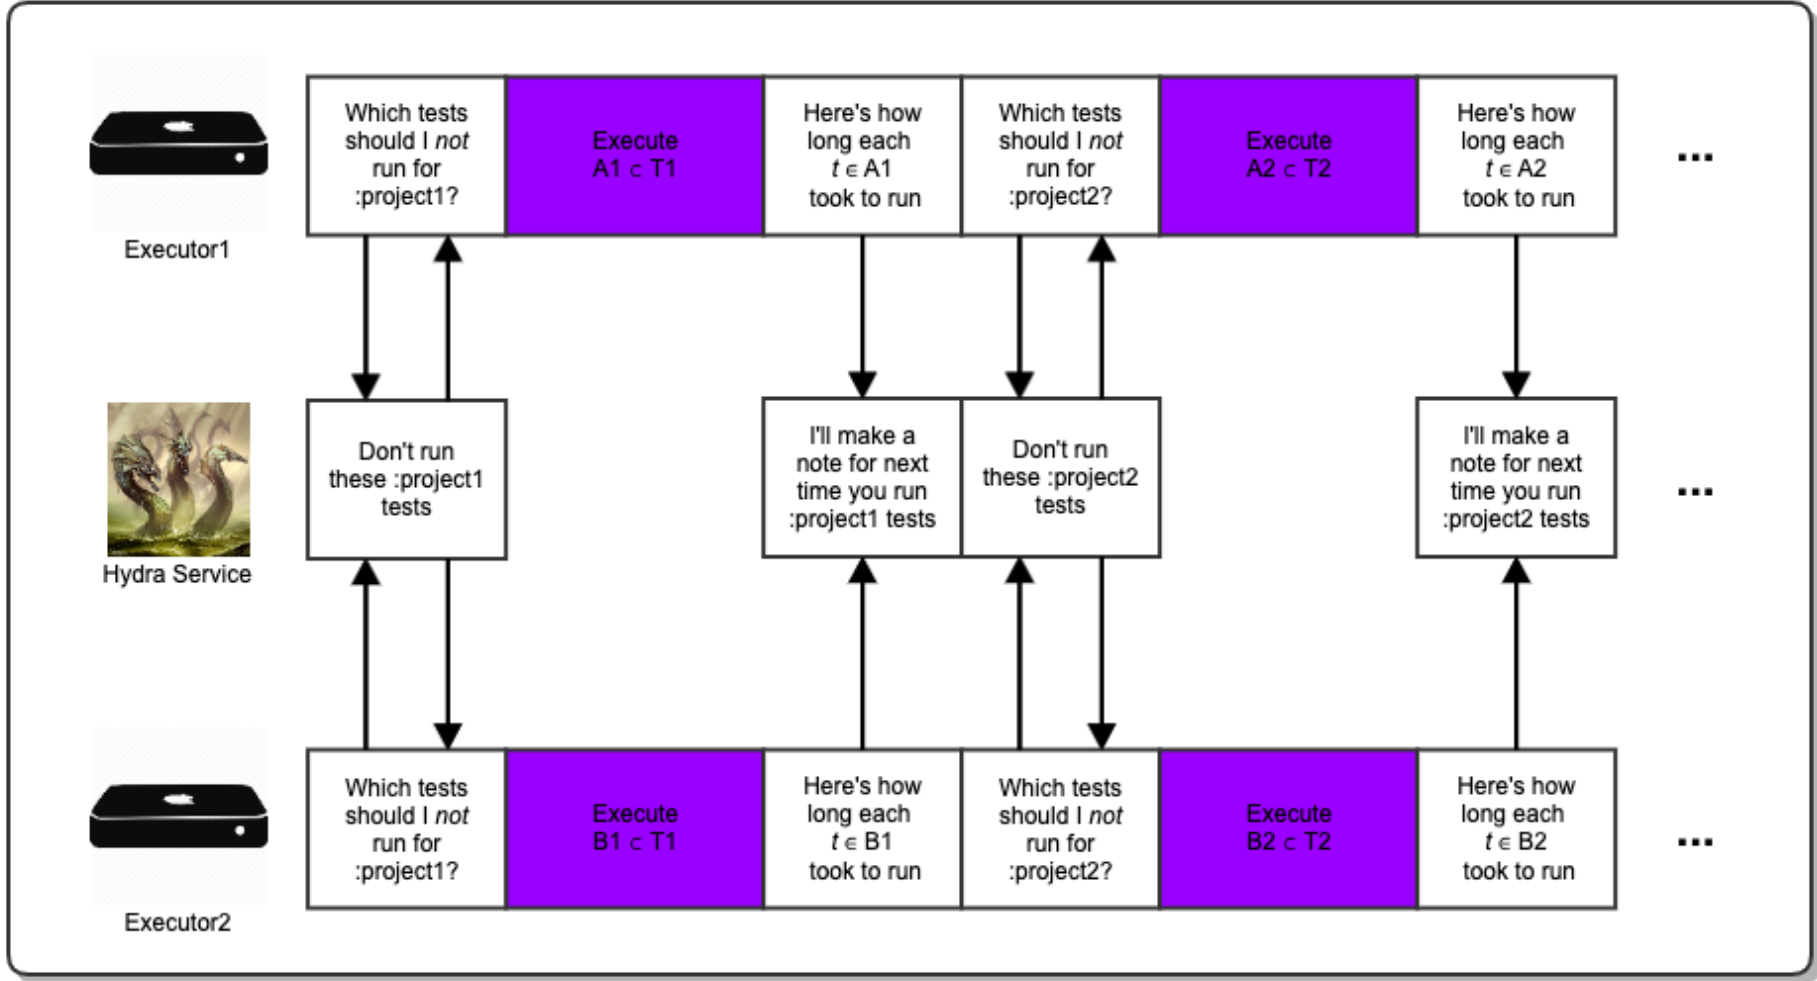 Which tests
should I not
run for
:project1?
Execute
A1 ⊂ T1
Here's how
long each
t ∈ A1
took to run
Which tests
should I not
run for
:project2?
Execute
A2 ⊂ T2
Here's how
long each
t ∈ A2
took to run
...
Executor1
Don't run
these :project1
tests
I'll make a
note for next
time you run
:project1 tests
Don't run
these :project2
tests
I'll make a
note for next
time you run
:project2 tests
...
Hydra Service
Which tests
should I not
run for
:project1?
Execute
B1 ⊂ T1
Here's how
long each
t ∈ B1
took to run
Which tests
should I not
run for
:project2?
Execute
B2 ⊂ T2
Here's how
long each
t ∈ B2
took to run
...
Executor2